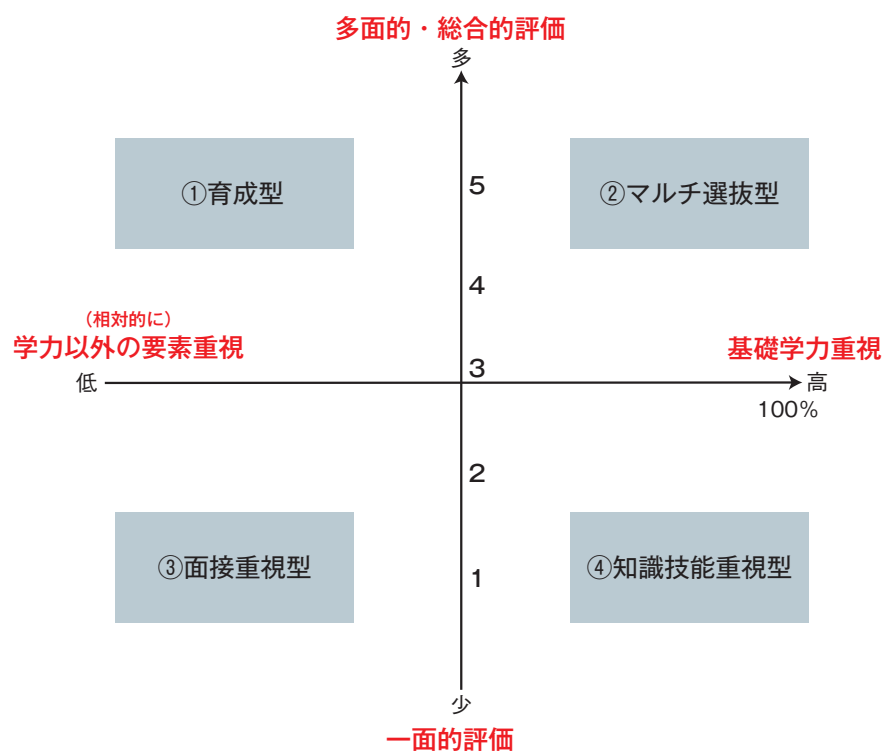 多面的・総合的評価
多
①育成型
5
②マルチ選抜型
4
（相対的に）
学力以外の要素重視
基礎学力重視
3
低
高
100%
2
③面接重視型
1
④知識技能重視型
少
一面的評価